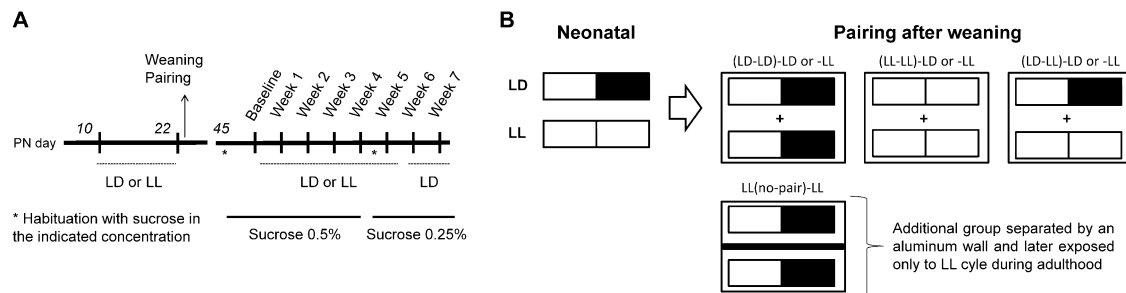 A
Weaning
Pairing
Baseline
Week 1
Week 2
Week 3
Week 4
Week 5
Week 6
Week 7
10
22
45
PN day
*
*
LD or LL
LD or LL
LD
* Habituation with sucrose in
the indicated concentration
Sucrose 0.5%
Sucrose 0.25%
B
Neonatal
Pairing after weaning
LD
LL
(LD-LD)-LD or -LL
(LL-LL)-LD or -LL
(LD-LL)-LD or -LL
+
+
+
LL(no-pair)-LL
Additional group separated by an
aluminum wall and later exposed
only to LL cyle during adulthood